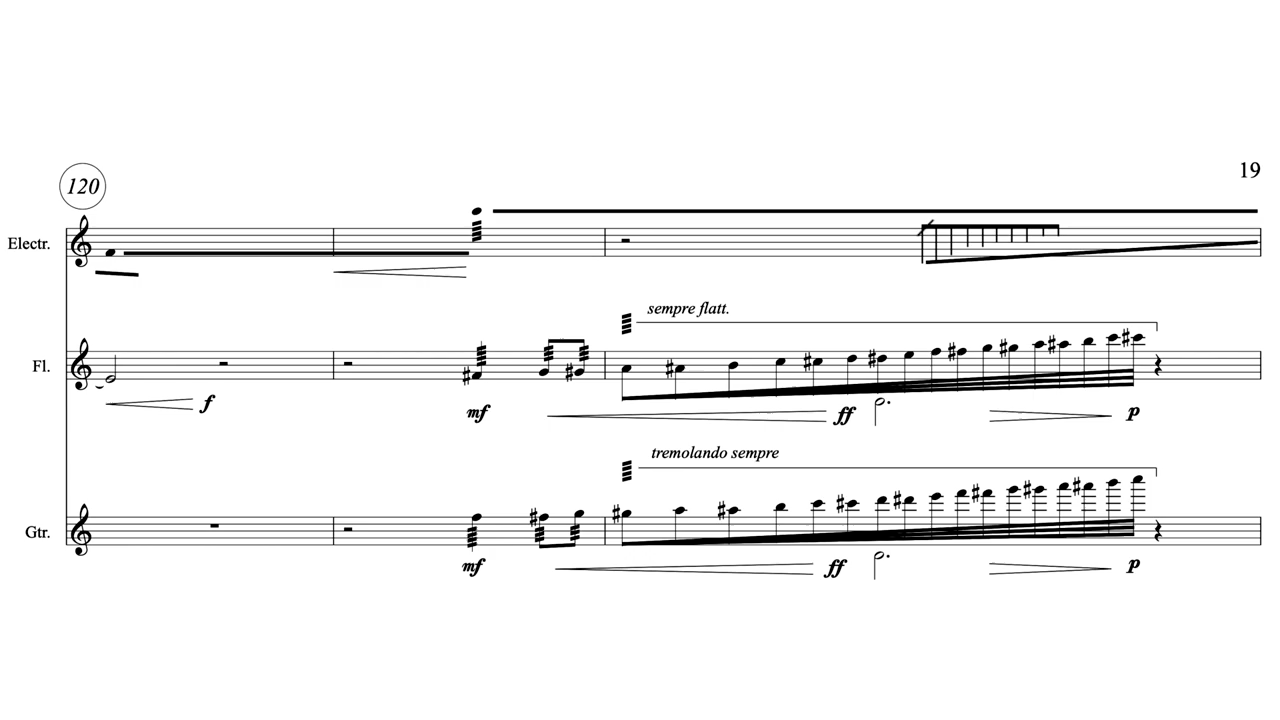 120
19
Electr.
sempre flatt.
Fl.
f
mf
ff
p
tremolando sempre
Gtr.
mf
ff
p